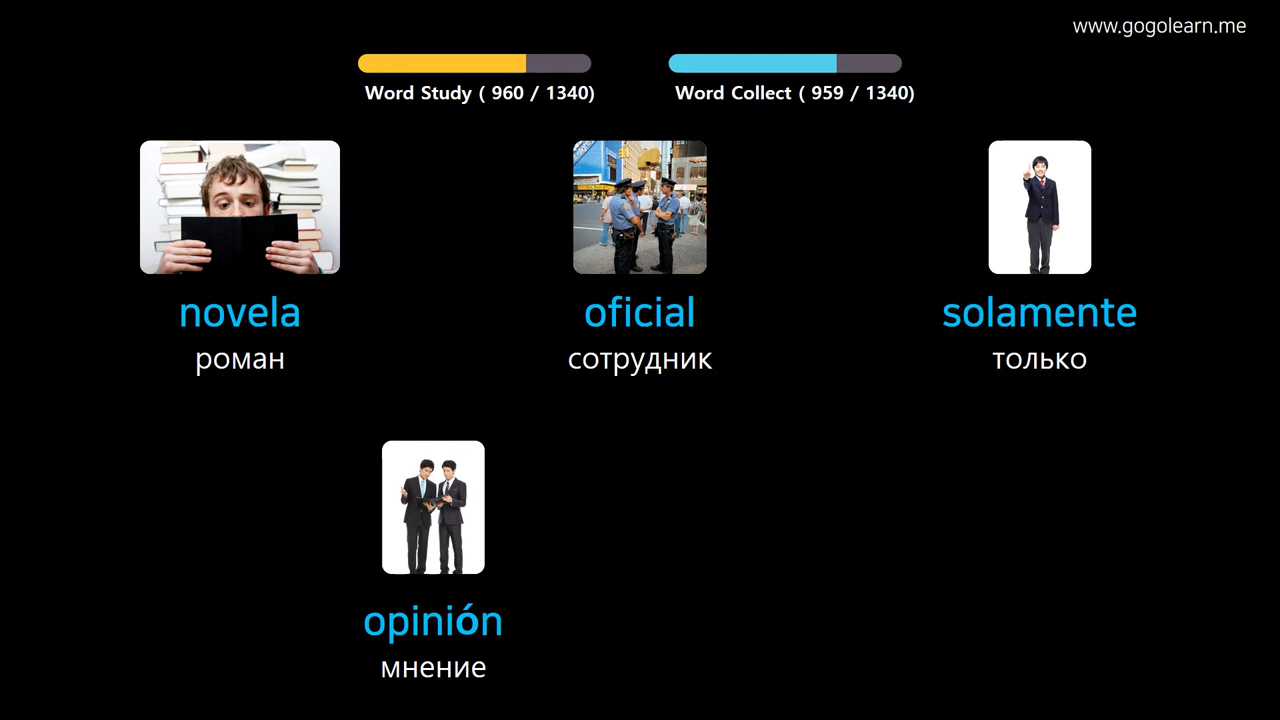 www.gogolearn.me
Word Study ( 960 / 1340)
Word Collect ( 959 / 1340)
novela
роман
oficial
сотрудник
solamente
только
opinión
мнение